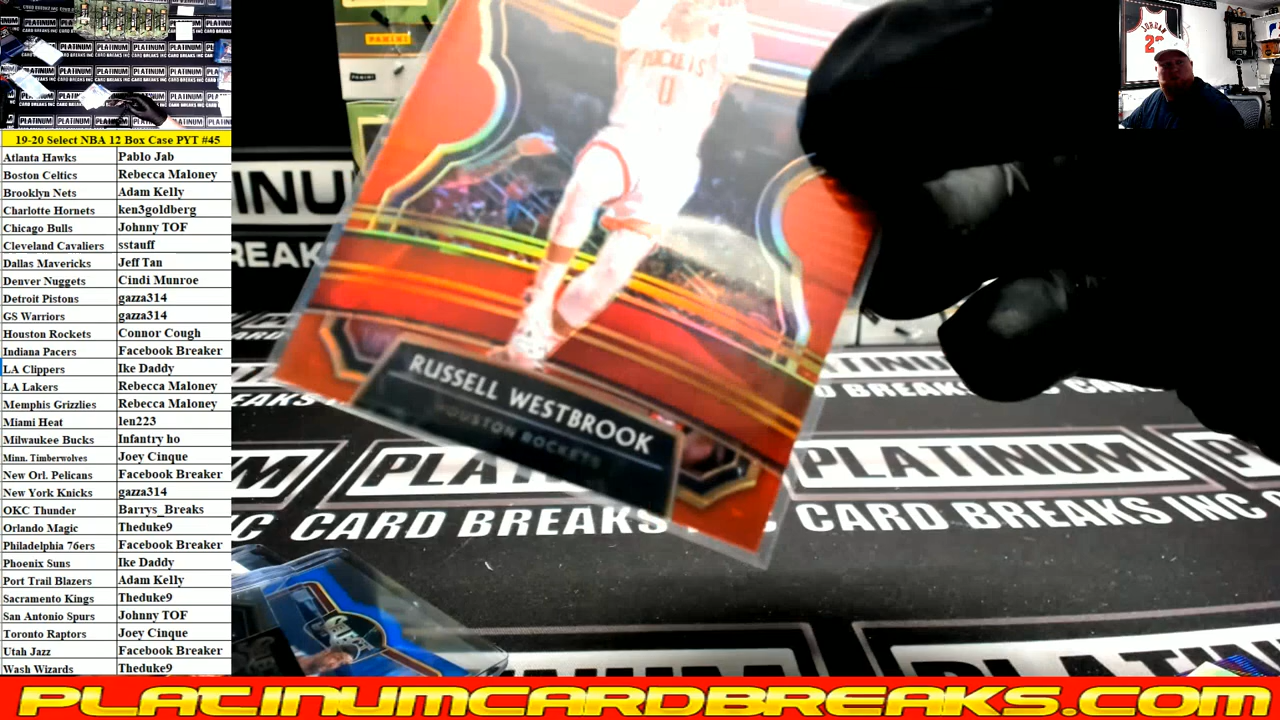 19-20 Select NBA 12 Box Case PYT #45
Atlanta Hawks Pablo Jab
Boston Celtics Rebecca Maloney
Brooklyn Nets Adam Kelly
Charlotte Hornets ken3goldberg
Chicago Bulls Johnny TOF
Cleveland Cavaliers sstauff
Dallas Mavericks Jeff Tan
Denver Nuggets Cindi Munroe
Detroit Pistons gazza314
GS Warriors gazza314
Houston Rockets Connor Cough
Indiana Pacers Facebook Breaker
LA Clippers Ike Daddy
LA Lakers Rebecca Maloney
Memphis Grizzlies Rebecca Maloney
Miami Heat len223
Milwaukee Bucks Infantry ho
Minn. Timberwolves Joey Cinque
New Orl. Pelicans Facebook Breaker
New York Knicks gazza314
OKC Thunder Barrys_Breaks
Orlando Magic Theduke9
Philadelphia 76ers Facebook Breaker
Phoenix Suns Ike Daddy
Port Trail Blazers Adam Kelly
Sacramento Kings Theduke9
San Antonio Spurs Johnny TOF
Toronto Raptors Joey Cinque
Utah Jazz Facebook Breaker
Wash Wizards Theduke9
PANINI
ROCKETS
0
RUSSELL WESTBROOK
HOUSTON ROCKETS
JORDAN
PLATINUM
CARD BREAKS INC
PLATINUMCARDBREAKS.COM